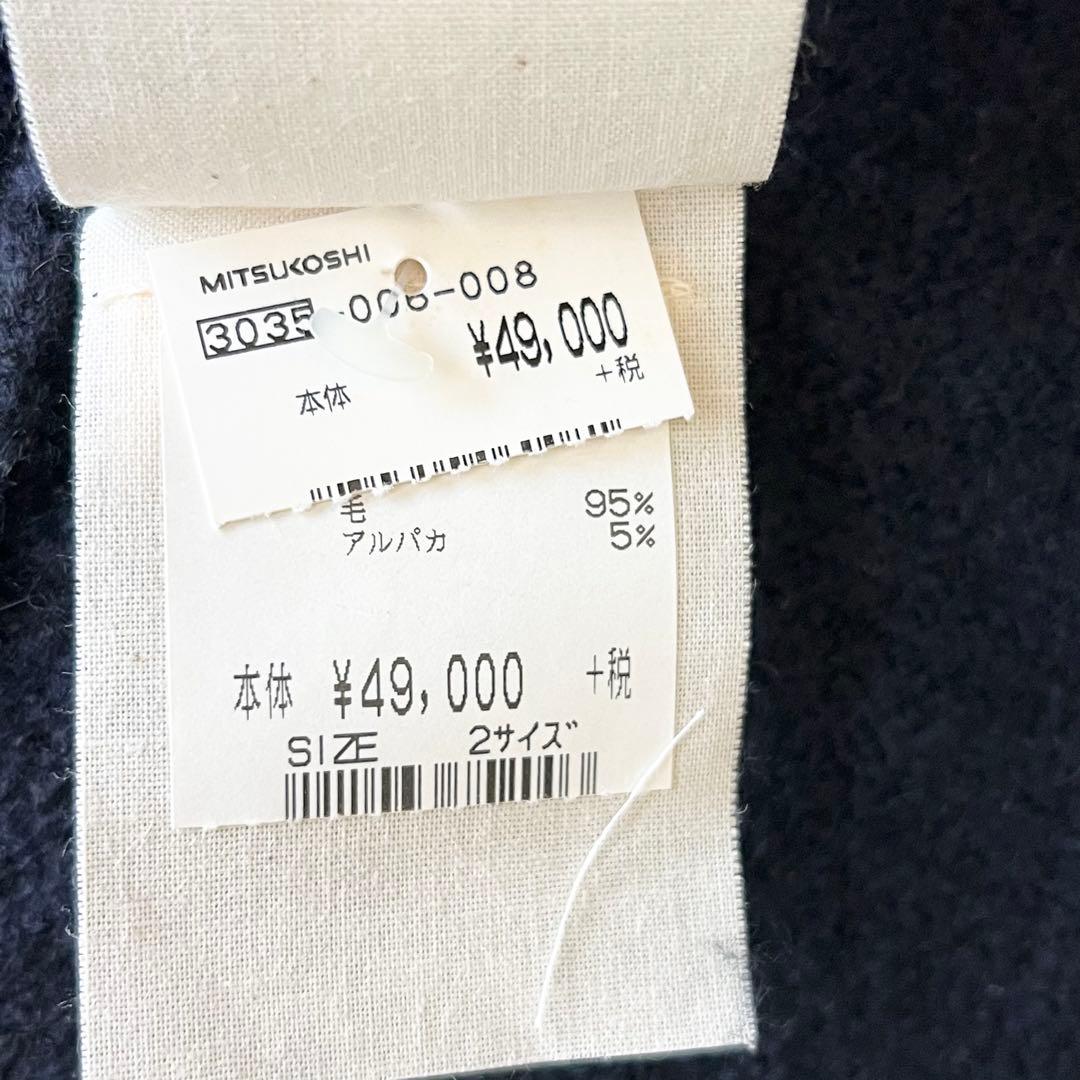 MITSUKOSHI
3035-006-008
¥49,000
本体 +税
毛 95%
アルパカ 5%
本体 ¥49,000 +税
SIZE 2サイズ